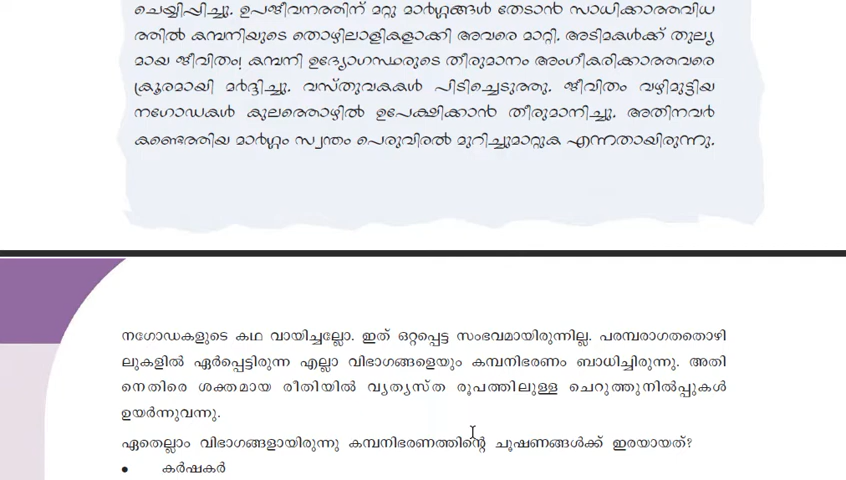 ചെയ്യിപ്പിച്ചു. ഉപജീവനത്തിന് മറ്റു മാർഗ്ഗങ്ങൾ തേടാൻ സാധിക്കാത്തവിധ
ത്തിൽ കമ്പനിയുടെ തൊഴിലാളികളാക്കി അവരെ മാറ്റി. അടിമകൾക്ക് തുല്യ
മായ ജീവിതം! കമ്പനി ഉദ്യോഗസ്ഥരുടെ തീരുമാനം അംഗീകരിക്കാത്തവരെ
ക്രൂരമായി മർദ്ദിച്ചു. വസ്തുവകകൾ പിടിച്ചെടുത്തു. ജീവിതം വഴിമുട്ടിയ
നഗോഡകൾ കുലത്തൊഴിൽ ഉപേക്ഷിക്കാൻ തീരുമാനിച്ചു. അതിനവർ
കണ്ടെത്തിയ മാർഗ്ഗം സ്വന്തം പെരുവിരൽ മുറിച്ചുമാറ്റുക എന്നതായിരുന്നു.
നഗോഡകളുടെ കഥ വായിച്ചല്ലോ. ഇത് ഒറ്റപ്പെട്ട സംഭവമായിരുന്നില്ല. പരമ്പരാഗതതൊഴി
ലുകളിൽ ഏർപ്പെട്ടിരുന്ന എല്ലാ വിഭാഗങ്ങളെയും കമ്പനിഭരണം ബാധിച്ചിരുന്നു. അതി
നെതിരെ ശക്തമായ രീതിയിൽ വ്യത്യസ്ത രൂപത്തിലുള്ള ചെറുത്തുനിൽപ്പുകൾ
ഉയർന്നുവന്നു.
ഏതെല്ലാം വിഭാഗങ്ങളായിരുന്നു കമ്പനിഭരണത്തിന്റെ ചൂഷണങ്ങൾക്ക് ഇരയായത്?
• കർഷകർ